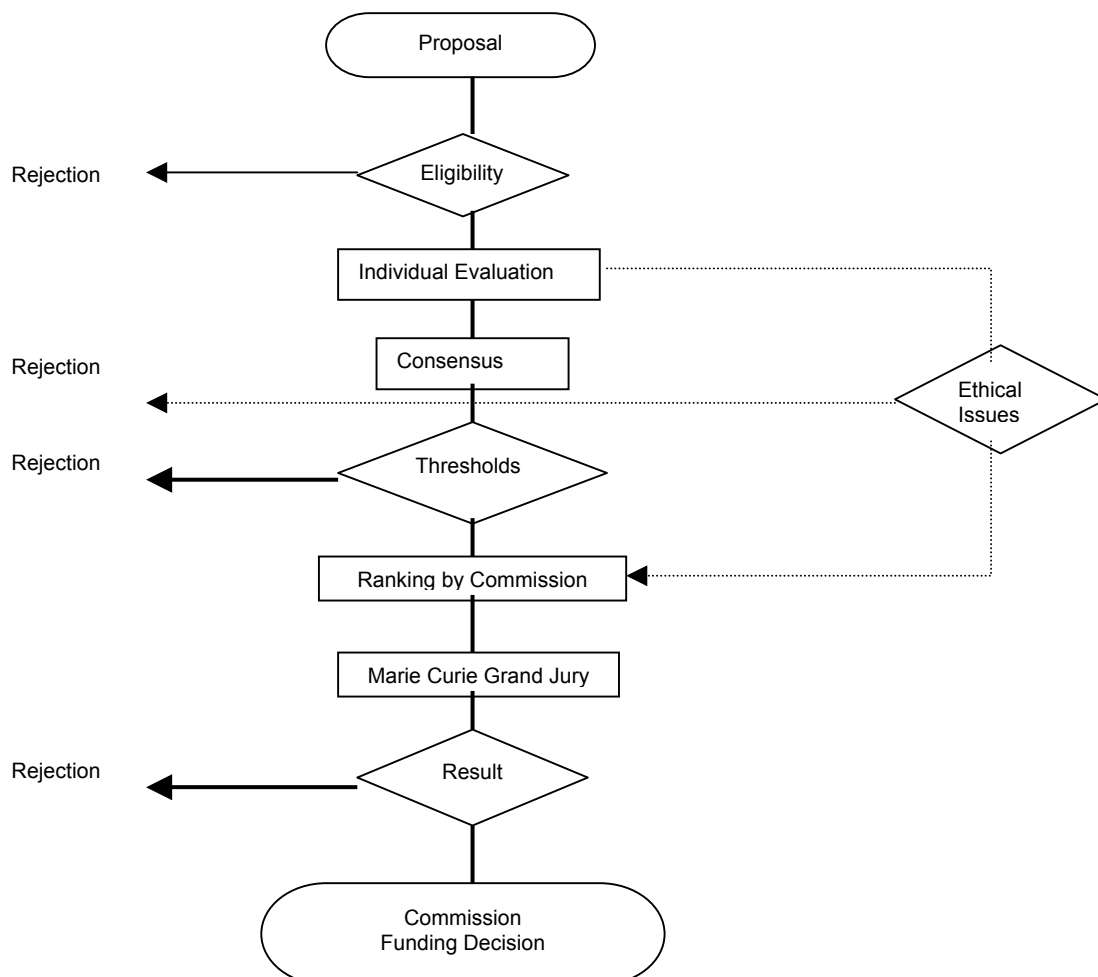 Proposal
Rejection
Eligibility
Individual Evaluation
Rejection
Consensus
Ethical
Issues
Rejection
Thresholds
Ranking by Commission
Marie Curie Grand Jury
Rejection
Result
Commission
Funding Decision